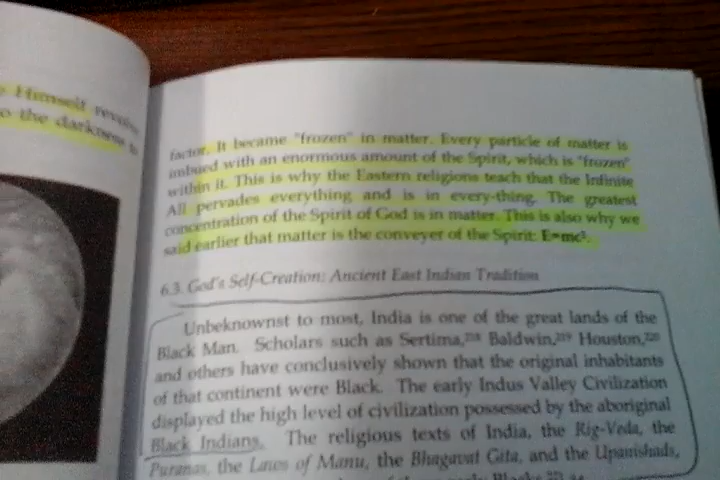 Himself
o the darkness
factor. It became "frozen" in matter. Every particle of matter is
imbued with an enormous amount of the Spirit, which is "frozen"
within it. This is why the Eastern religions teach that the Infinite
All pervades everything and is in every-thing. The greatest
concentration of the Spirit of God is in matter. This is also why we
said earlier that matter is the conveyer of the Spirit: E=mc².
6.3. God's Self-Creation: Ancient East Indian Tradition
Unbeknownst to most, India is one of the great lands of the
Black Man. Scholars such as Sertima,²¹⁸ Baldwin,²¹⁹ Houston,²²⁰
and others have conclusively shown that the original inhabitants
of that continent were Black. The early Indus Valley Civilization
displayed the high level of civilization possessed by the aboriginal
Black Indians. The religious texts of India, the Rig-Veda, the
Puranas, the Laws of Manu, the Bhagavat Gita, and the Upanishads,